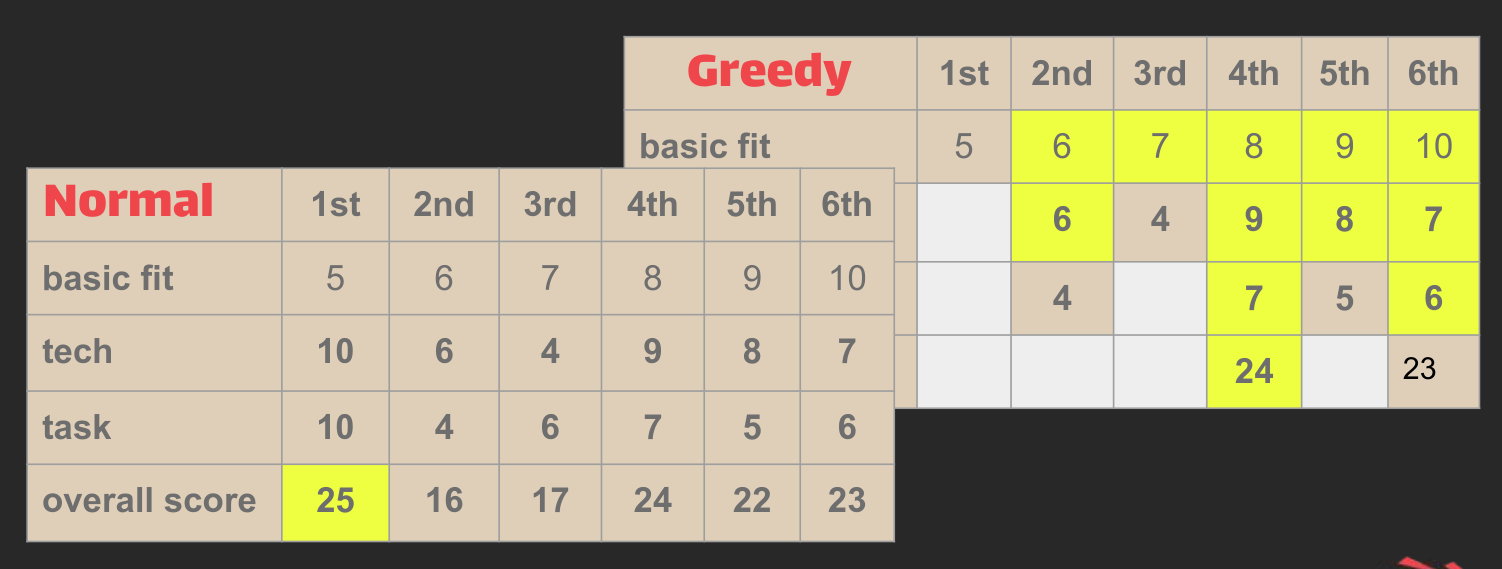 Greedy 1st 2nd 3rd 4th 5th 6th
basic fit 5 6 7 8 9 10
6 4 9 8 7
4 7 5 6
24 23
Normal 1st 2nd 3rd 4th 5th 6th
basic fit 5 6 7 8 9 10
tech 10 6 4 9 8 7
task 10 4 6 7 5 6
overall score 25 16 17 24 22 23